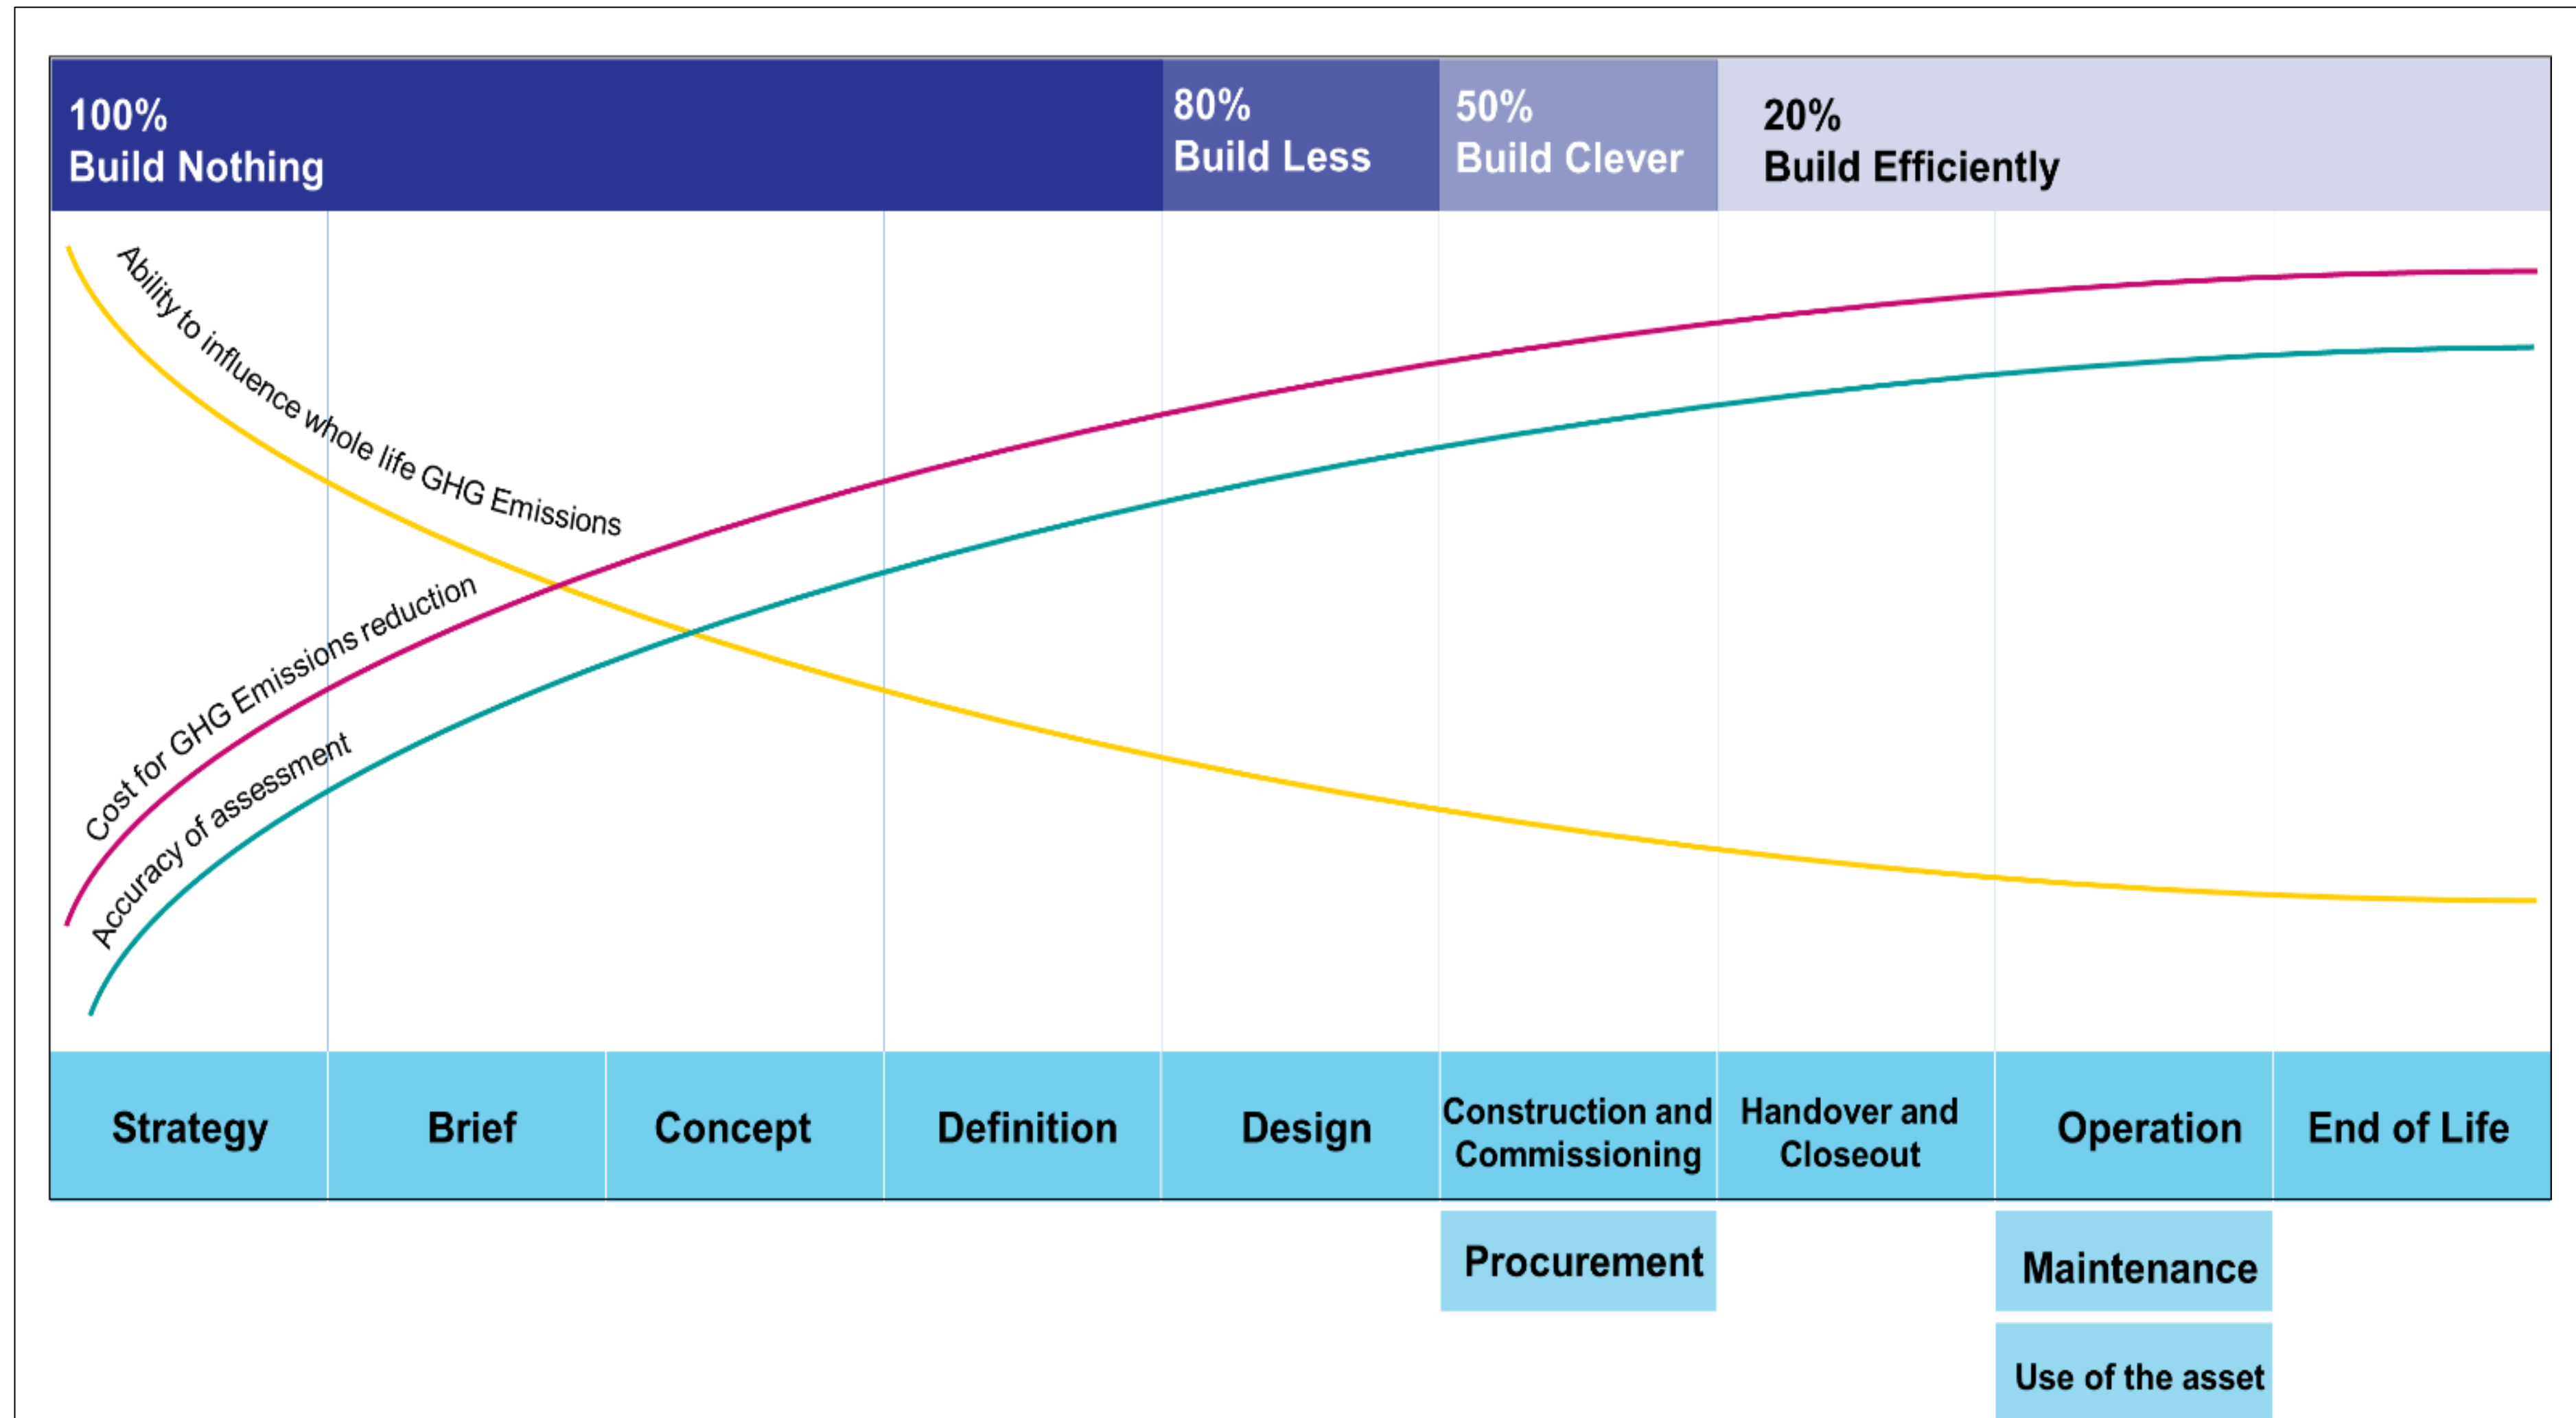 100%
Build Nothing
80%
Build Less
50%
Build Clever
20%
Build Efficiently
Ability to influence whole life GHG Emissions
Cost for GHG Emissions reduction
Accuracy of assessment
Strategy
Brief
Concept
Definition
Design
Construction and
Commissioning
Handover and
Closeout
Operation
End of Life
Procurement
Maintenance
Use of the asset